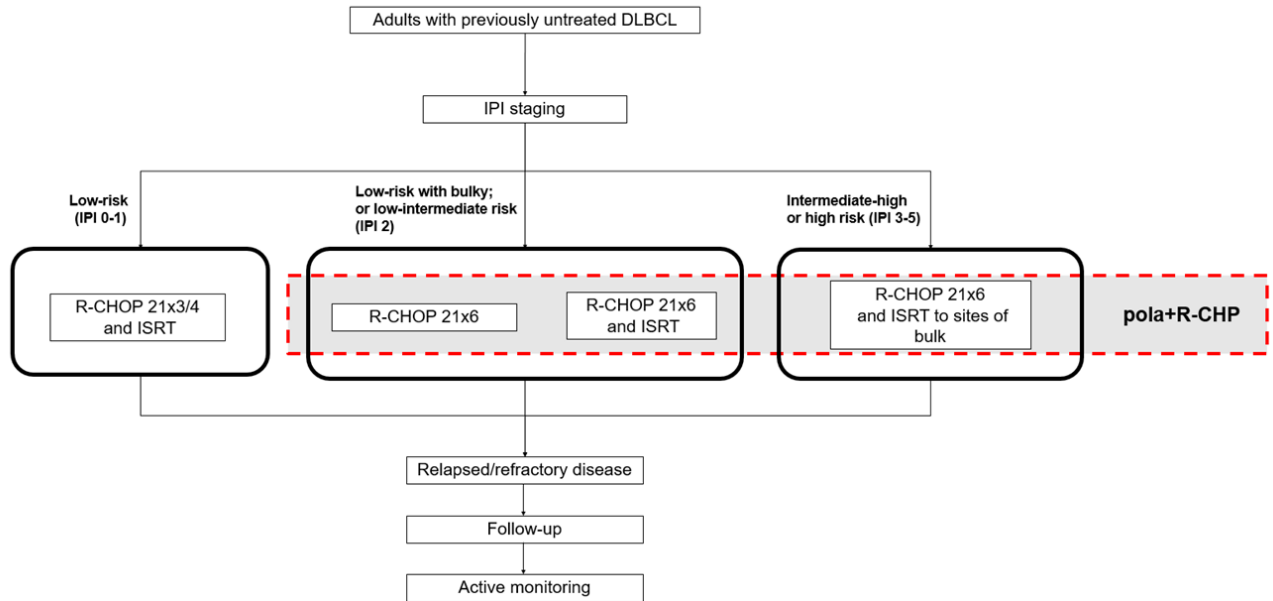 Adults with previously untreated DLBCL
IPI staging
Low-risk
(IPI 0-1)
Low-risk with bulky;
or low-intermediate risk
(IPI 2)
Intermediate-high
or high risk (IPI 3-5)
R-CHOP 21x3/4
and ISRT
R-CHOP 21x6
R-CHOP 21x6
and ISRT
R-CHOP 21x6
and ISRT to sites of
bulk
pola+R-CHP
Relapsed/refractory disease
Follow-up
Active monitoring